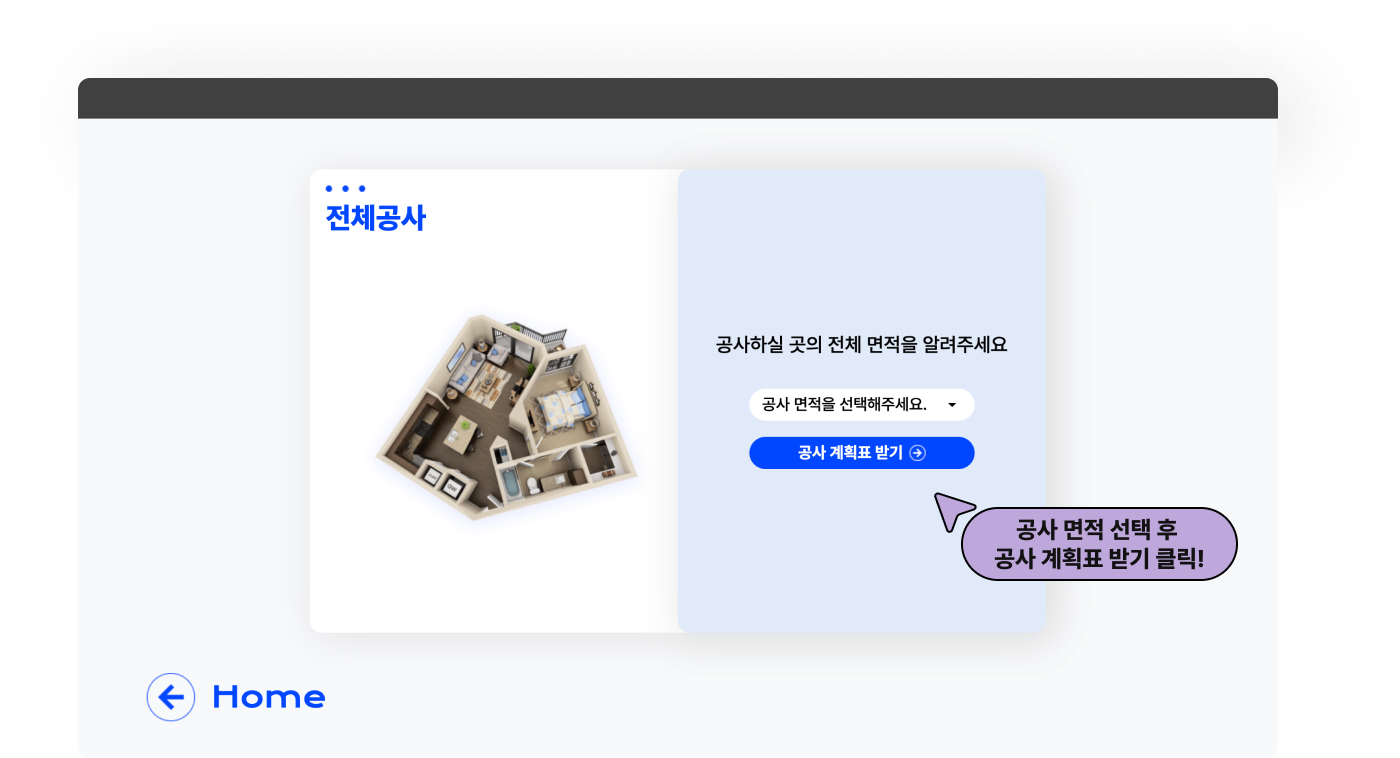 전체공사
공사하실 곳의 전체 면적을 알려주세요
공사 면적을 선택해주세요.
공사 계획표 받기
공사 면적 선택 후
공사 계획표 받기 클릭!
Home